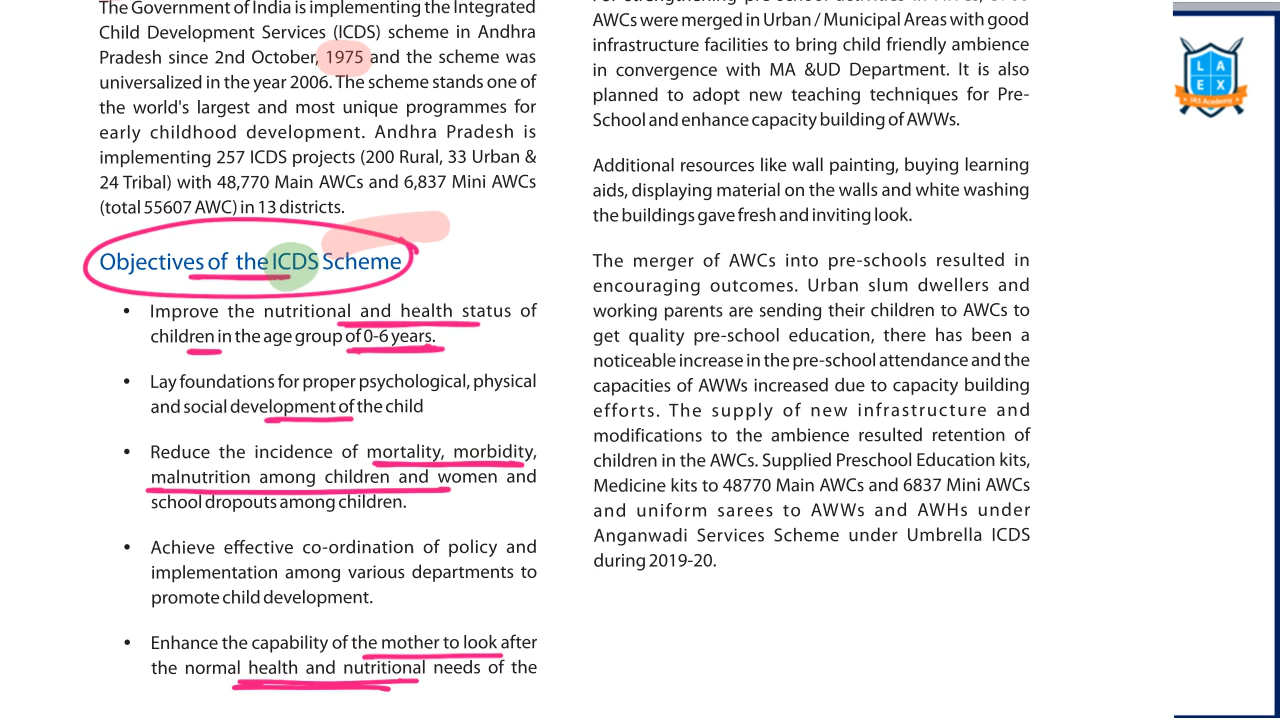 The Government of India is implementing the Integrated
Child Development Services (ICDS) scheme in Andhra
Pradesh since 2nd October, 1975 and the scheme was
universalized in the year 2006. The scheme stands one of
the world's largest and most unique programmes for
early childhood development. Andhra Pradesh is
implementing 257 ICDS projects (200 Rural, 33 Urban &
24 Tribal) with 48,770 Main AWCs and 6,837 Mini AWCs
(total 55607 AWC) in 13 districts.
Objectives of the ICDS Scheme
• Improve the nutritional and health status of
children in the age group of 0-6 years.
• Lay foundations for proper psychological, physical
and social development of the child
• Reduce the incidence of mortality, morbidity,
malnutrition among children and women and
school dropouts among children.
• Achieve effective co-ordination of policy and
implementation among various departments to
promote child development.
• Enhance the capability of the mother to look after
the normal health and nutritional needs of the
AWCs were merged in Urban / Municipal Areas with good
infrastructure facilities to bring child friendly ambience
in convergence with MA &UD Department. It is also
planned to adopt new teaching techniques for Pre-
School and enhance capacity building of AWWs.
Additional resources like wall painting, buying learning
aids, displaying material on the walls and white washing
the buildings gave fresh and inviting look.
The merger of AWCs into pre-schools resulted in
encouraging outcomes. Urban slum dwellers and
working parents are sending their children to AWCs to
get quality pre-school education, there has been a
noticeable increase in the pre-school attendance and the
capacities of AWWs increased due to capacity building
efforts. The supply of new infrastructure and
modifications to the ambience resulted retention of
children in the AWCs. Supplied Preschool Education kits,
Medicine kits to 48770 Main AWCs and 6837 Mini AWCs
and uniform sarees to AWWs and AWHs under
Anganwadi Services Scheme under Umbrella ICDS
during 2019-20.
L A
E X
IAS Academy